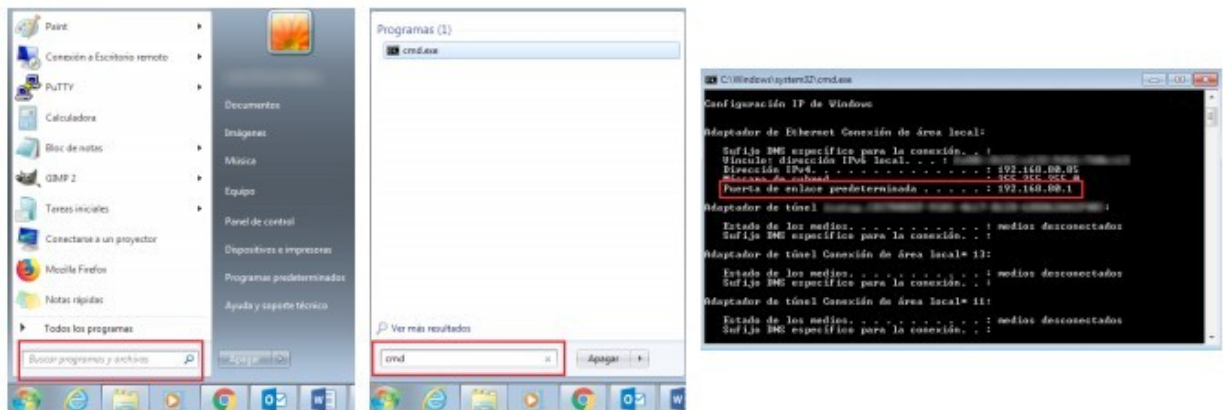 Paint
Conexión a Escritorio remoto
PuTTY
Calculadora
Bloc de notas
GIMP 2
Tareas iniciales
Conectarse a un proyector
Mozilla Firefox
Notas rápidas
Todos los programas
Buscar programas y archivos
Documentos
Imágenes
Música
Equipo
Panel de control
Dispositivos e impresoras
Programas predeterminados
Ayuda y soporte técnico
Apagar
Programas (1)
cmd.exe
Ver más resultados
cmd
Apagar
C:\Windows\system32\cmd.exe
Configuración IP de Windows
Adaptador de Ethernet Conexión de área local:
Sufijo DNS específico para la conexión. . :
Vínculo: dirección IPv6 local. . . :
Dirección IPv4. . . . . . . . . . . . . . : 192.168.80.85
Máscara de subred . . . . . . . . . . . . : 255.255.255.0
Puerta de enlace predeterminada . . . . . : 192.168.80.1
Adaptador de túnel
Estado de los medios. . . . . . . . . . . : medios desconectados
Sufijo DNS específico para la conexión. . :
Adaptador de túnel Conexión de área local* 13:
Estado de los medios. . . . . . . . . . . : medios desconectados
Sufijo DNS específico para la conexión. . :
Adaptador de túnel Conexión de área local* 11:
Estado de los medios. . . . . . . . . . . : medios desconectados
Sufijo DNS específico para la conexión. . :